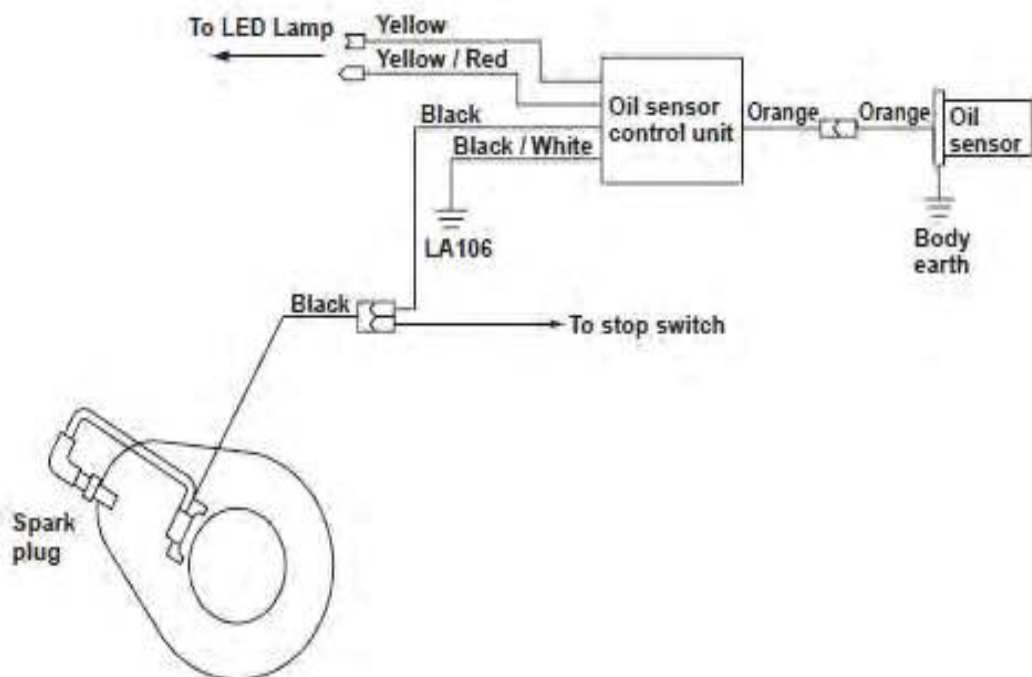 To LED Lamp
Yellow
Yellow / Red
Black
Black / White
LA106
Oil sensor
control unit
Orange
Orange
Oil
sensor
Body
earth
Black
To stop switch
Spark
plug